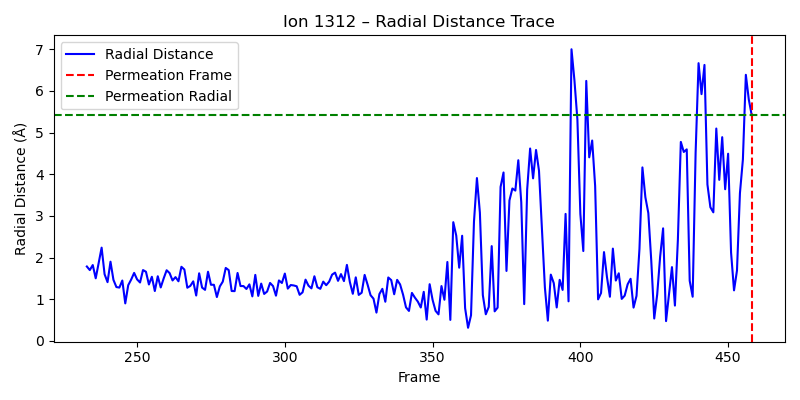 Ion 1312 – Radial Distance Trace
Radial Distance
Permeation Frame
Permeation Radial
Radial Distance (Å)
7
6
5
4
3
2
1
0
250
300
350
400
450
Frame